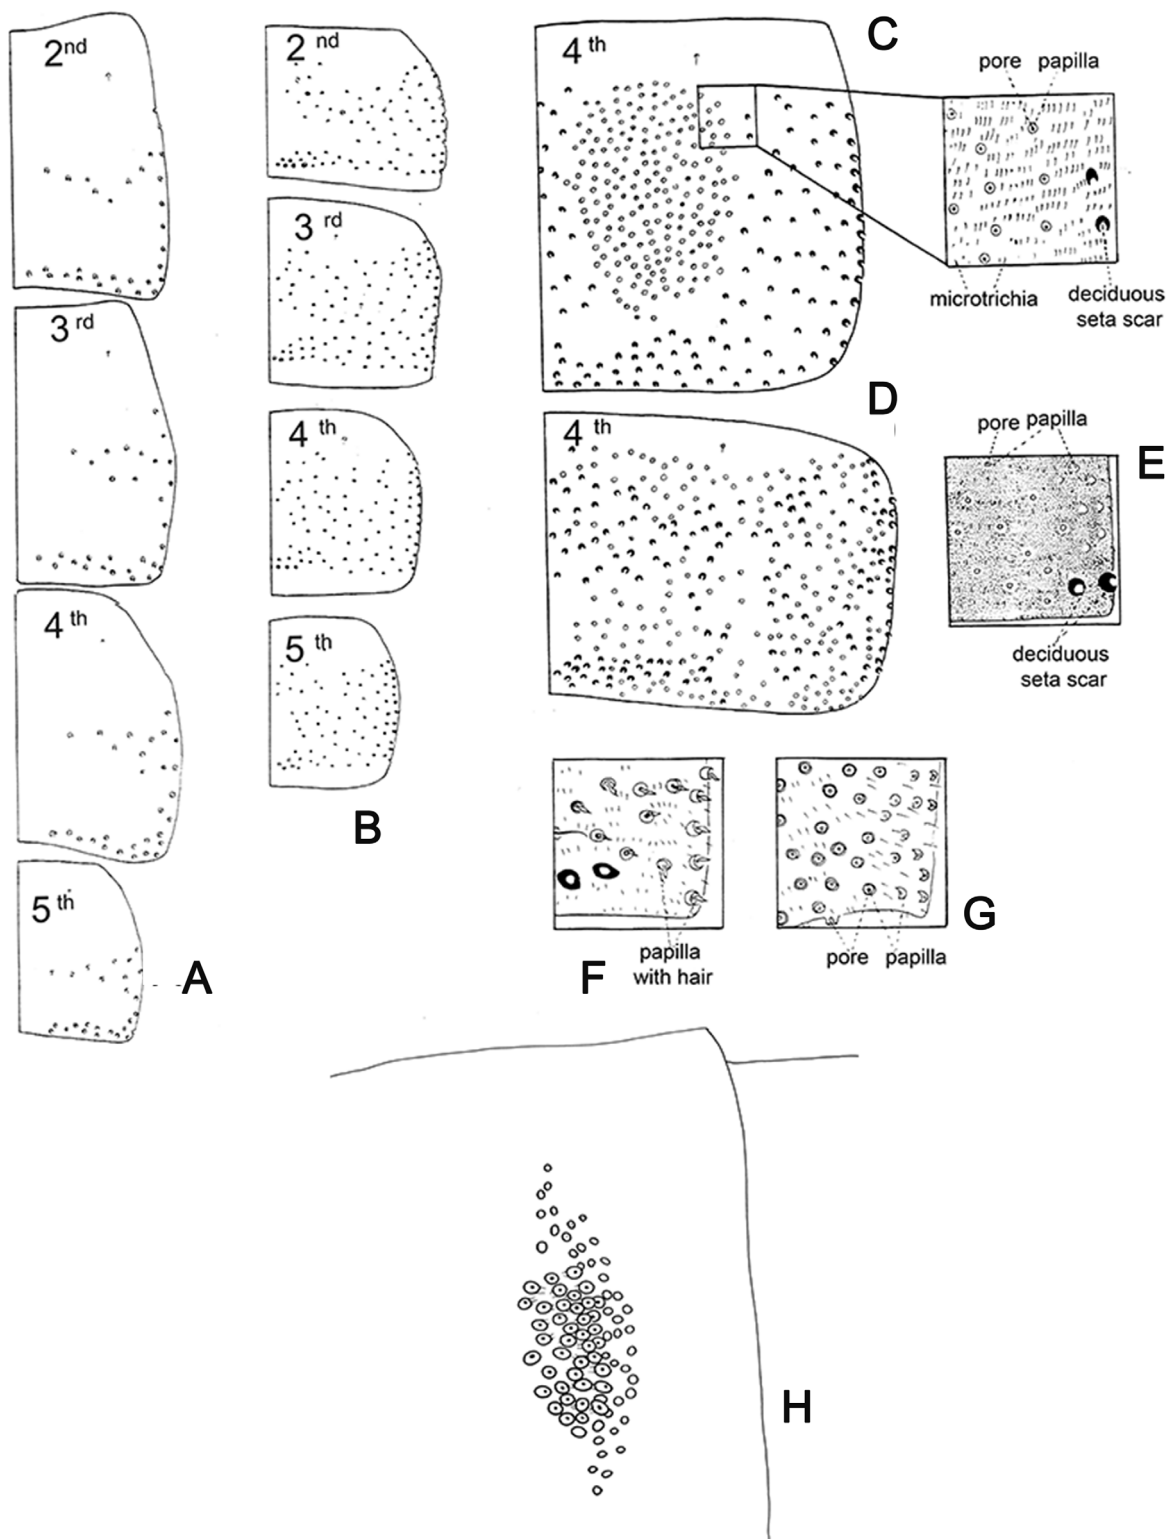 2nd
3rd
4th
5th
A
2nd
3rd
4th
5th
B
4th
C
pore papilla
microtrichia
deciduous
seta scar
4th
D
pore papilla
E
deciduous
seta scar
papilla
with hair
F
pore papilla
G
H